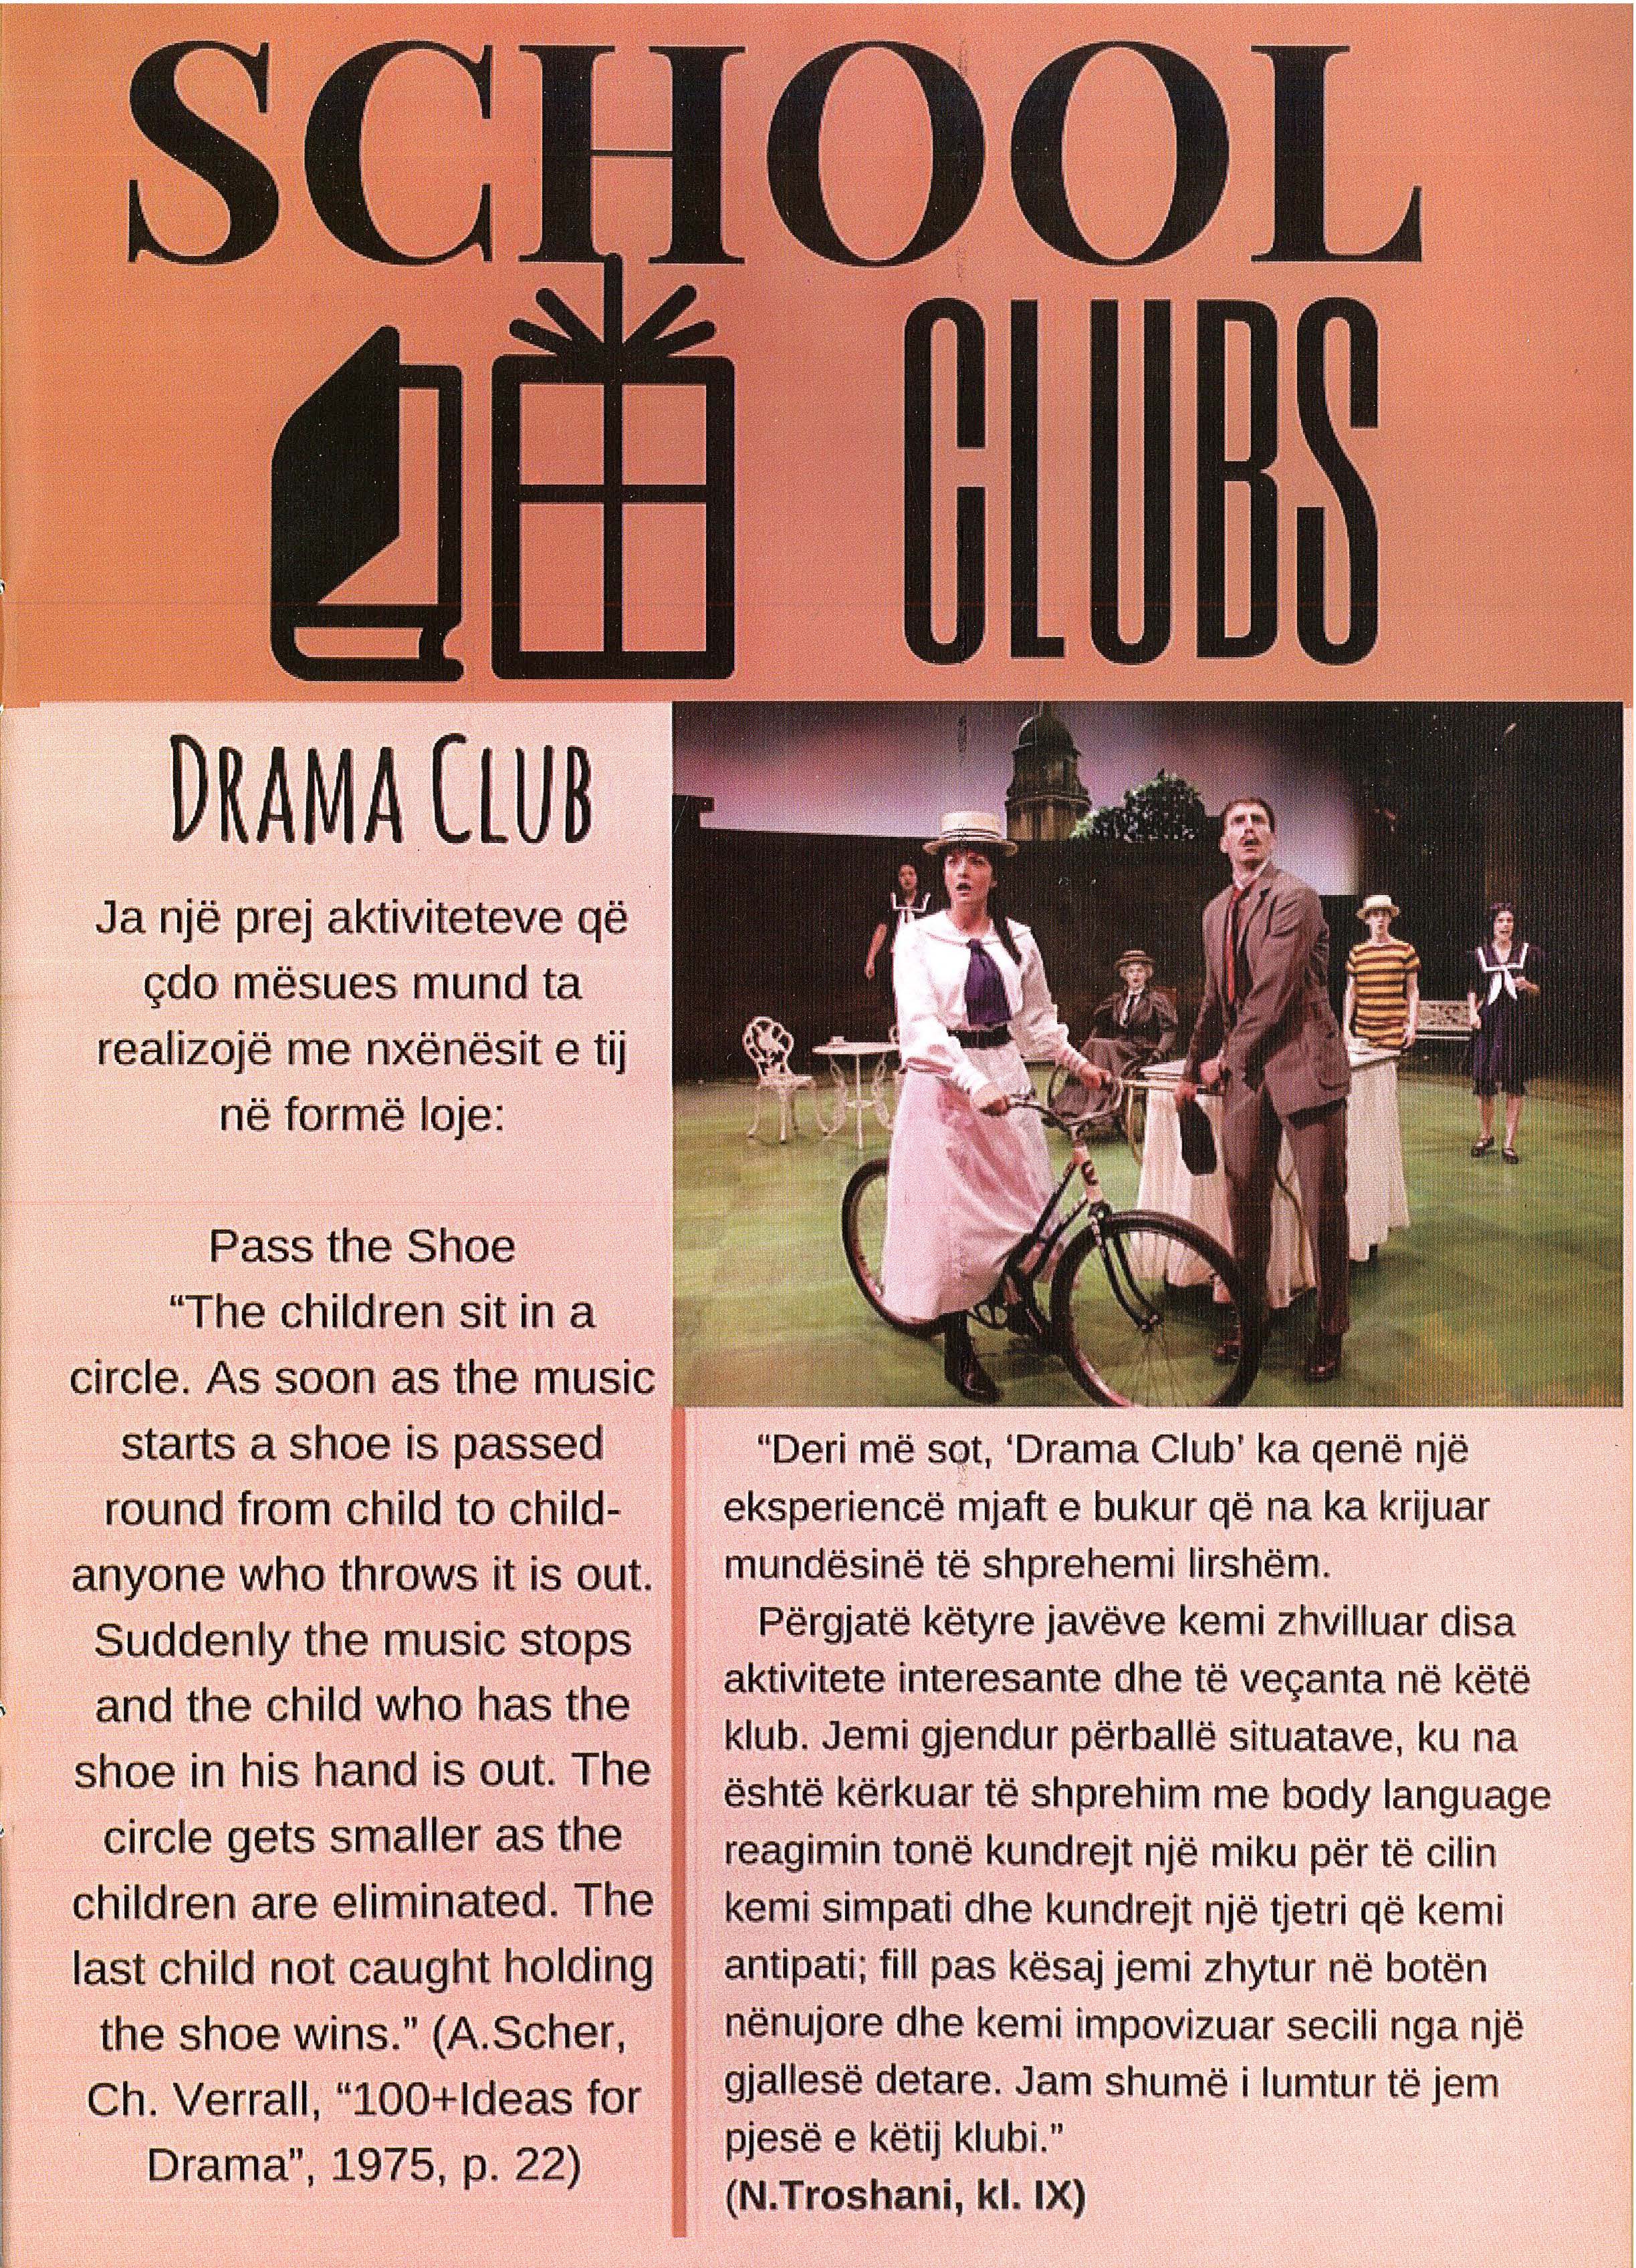 SCHOOL
CLUBS
DRAMA CLUB
Ja një prej aktiviteteve që
çdo mësues mund ta
realizojë me nxënësit e tij
në formë loje:
Pass the Shoe
“The children sit in a
circle. As soon as the music
starts a shoe is passed
round from child to child-
anyone who throws it is out.
Suddenly the music stops
and the child who has the
shoe in his hand is out. The
circle gets smaller as the
children are eliminated. The
last child not caught holding
the shoe wins.” (A.Scher,
Ch. Verrall, “100+Ideas for
Drama”, 1975, p. 22)
“Deri më sot, ‘Drama Club’ ka qenë një
eksperiencë mjaft e bukur që na ka krijuar
mundësinë të shprehemi lirshëm.
Përgjatë këtyre javëve kemi zhvilluar disa
aktivitete interesante dhe të veçanta në këtë
klub. Jemi gjendur përballë situatave, ku na
është kërkuar të shprehim me body language
reagimin tonë kundrejt një miku për të cilin
kemi simpati dhe kundrejt një tjetri që kemi
antipati; fill pas kësaj jemi zhytur në botën
nënujore dhe kemi impovizuar secili nga një
gjallesë detare. Jam shumë i lumtur të jem
pjesë e këtij klubi.”
(N.Troshani, kl. IX)